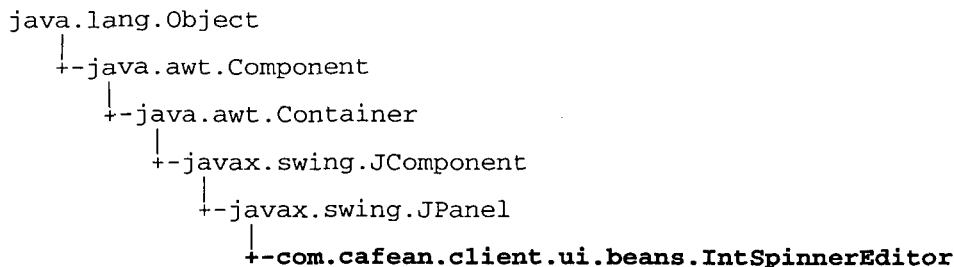 java.lang.Object
|
+-java.awt.Component
|
+-java.awt.Container
|
+-javax.swing.JComponent
|
+-javax.swing.JPanel
|
+-com.cafean.client.ui.beans.IntSpinnerEditor